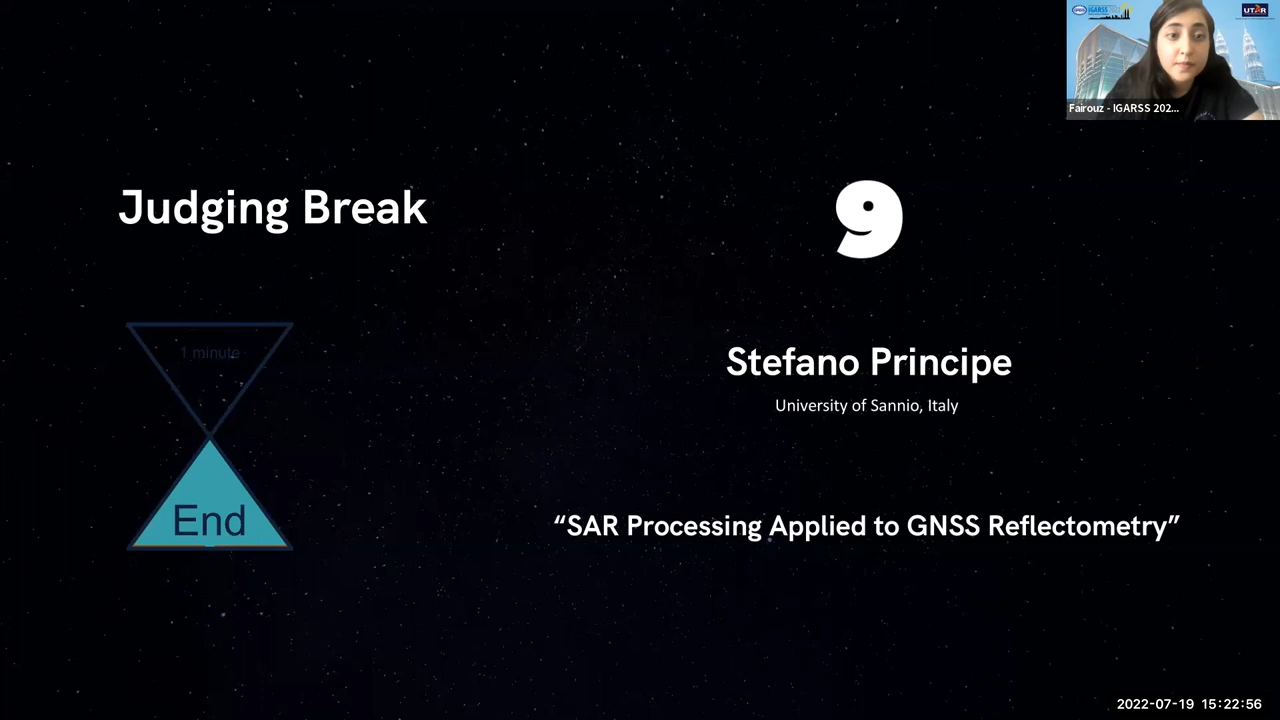 IGARSS
UTAR
Fairouz - IGARSS 202...
Judging Break
9
1 minute
Stefano Principe
University of Sannio, Italy
End
“SAR Processing Applied to GNSS Reflectometry”
2022-07-19 15:22:56